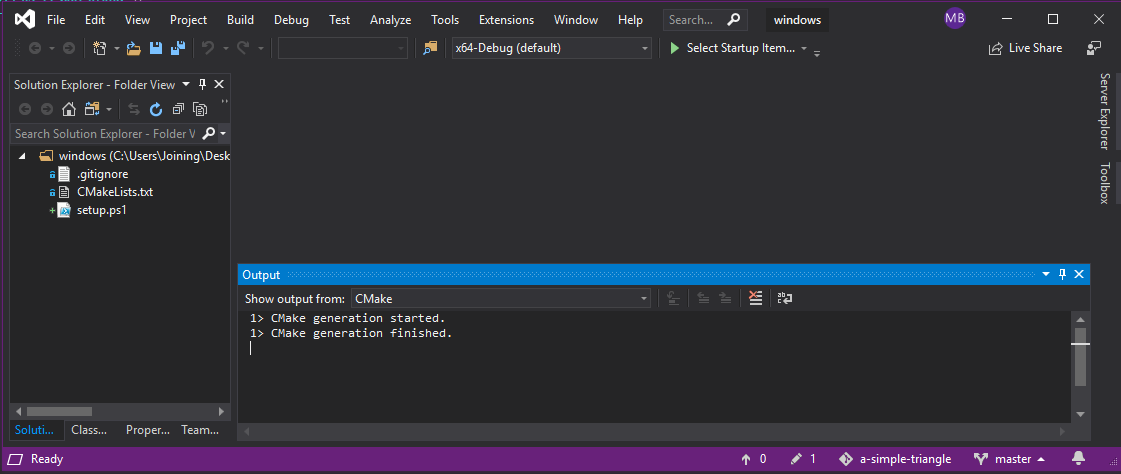 File Edit View Project Build Debug Test Analyze Tools Extensions Window Help Search... windows MB
x64-Debug (default) Select Startup Item... Live Share
Solution Explorer - Folder View
Search Solution Explorer - Folder V
windows (C:\Users\Joining\Desk
.gitignore
CMakeLists.txt
setup.ps1
Server Explorer
Toolbox
Output
Show output from: CMake
1> CMake generation started.
1> CMake generation finished.
Soluti... Class... Proper... Team...
Ready 0 1 a-simple-triangle master